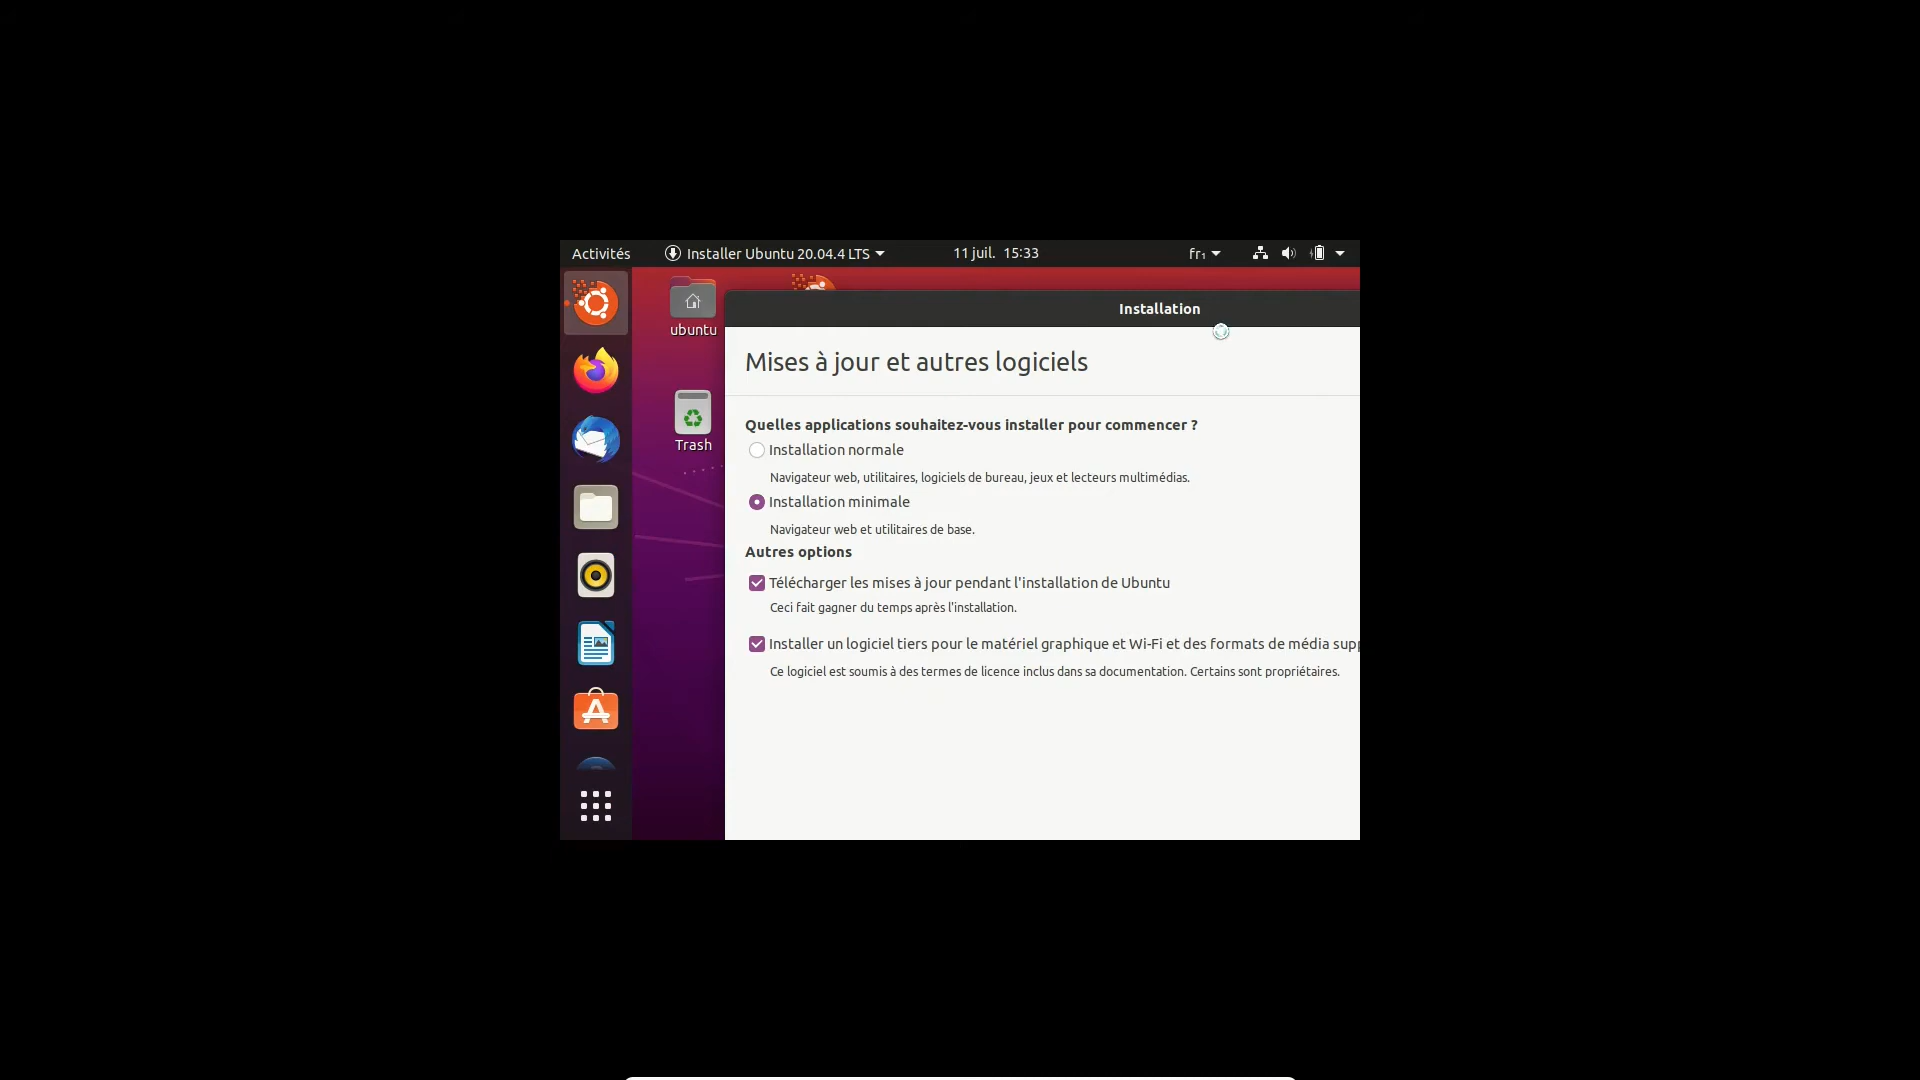 Activités
Installer Ubuntu 20.04.4 LTS
11 juil. 15:33
fr₁
ubuntu
Trash
Installation
Mises à jour et autres logiciels
Quelles applications souhaitez-vous installer pour commencer ?
Installation normale
Navigateur web, utilitaires, logiciels de bureau, jeux et lecteurs multimédias.
Installation minimale
Navigateur web et utilitaires de base.
Autres options
Télécharger les mises à jour pendant l'installation de Ubuntu
Ceci fait gagner du temps après l'installation.
Installer un logiciel tiers pour le matériel graphique et Wi-Fi et des formats de média supp
Ce logiciel est soumis à des termes de licence inclus dans sa documentation. Certains sont propriétaires.